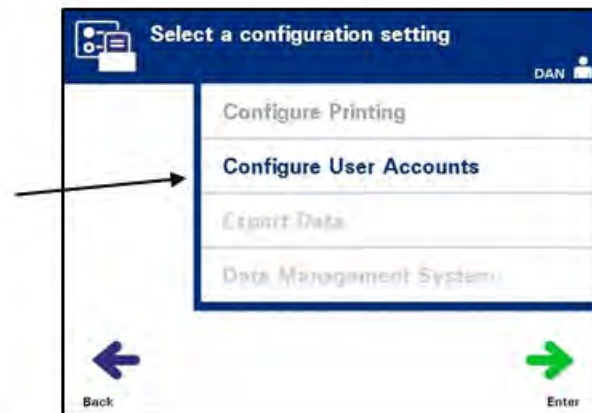 Select a configuration setting
DAN
Configure Printing
Configure User Accounts
Export Data
Data Management System
Back
Enter